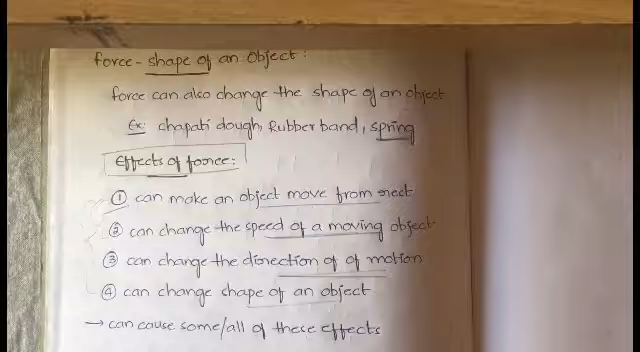 force - shape of an object:
force can also change the shape of an object
Ex: chapati dough, Rubber band, spring
Effects of force:
① can make an object move from rest
② can change the speed of a moving object
③ can change the direction of of motion
④ can change shape of an object
→ can cause some/all of these effects